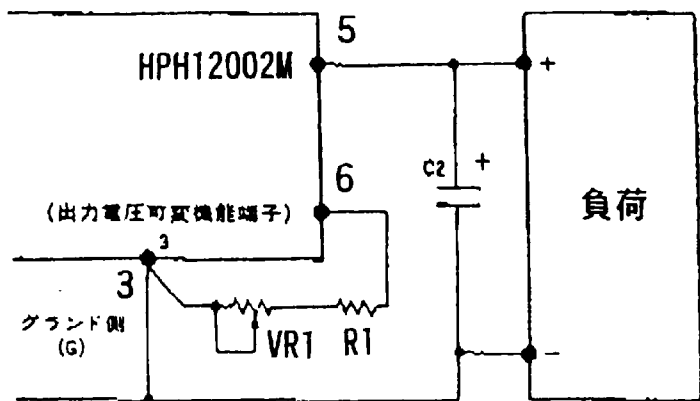 5
HPH12002M
+
C2
+
6
負荷
(出力電圧可変機能端子)
3
3
グランド側
(G)
VR1
R1
-